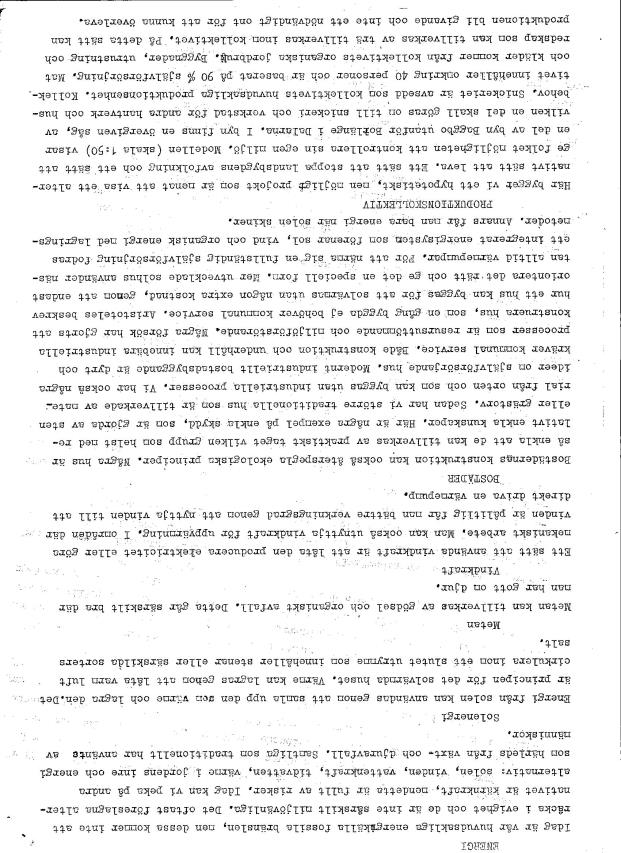 ENERGI
Idag är vår huvudsakliga energikälla fossila bränslen, men dessa kommer inte att
räcka i evighet och de är inte särskilt miljövänliga. Det oftast föreslagna alter-
nativet är kärnkraft, men detta är fullt av risker. Idag kan vi peka på andra
alternativ: solen, vinden, vattenkraft, tidvatten, värme i jordens inre och energi
som härjeds från växt- och djuravfall. Samtliga som traditionellt har använts av
människor.
Solenergi
Energi från solen kan användas genom att samla upp den som värme och lagra den.Det
är principen för det solvärmda huset. Värme kan lagras genom att låta varm luft
cirkulera inom ett slutet utrymme som innehåller stenar eller särskilda sorters
salt.
Metan
Metan kan tillverkas av gödsel och organiskt avfall. Detta går särskilt bra där
man har gott om djur.
Vindkraft
Ett sätt att använda vindkraft är att låta den producera elektricitet eller göra
mekaniskt arbete. Man kan också utnyttja vindkraft för uppvärmning. I områden där
vinden är pålitlig får man bättre verkningsgrad genom att nyttja vinden till att
direkt driva en värmepump.
BOSTÄDER
Bostädernas konstruktion kan också återspegla ekologiska principer. Några hus är
så enkla att de kan tillverkas av praktiskt taget vilken grupp som helst med re-
lativt enkla kunskaper. Här är några exempel på enkla skydd, som är gjorda av sten
eller grästorv. Sedan har vi större traditionella hus som är tillverkade av mate-
rial från orten och som kan byggas utan industriella processer. Vi har också några
ideer om självförsörjande hus. Modernt industriellt bostadsbyggande är dyrt och
kräver kommunal service. Både konstruktion och underhåll kan innebära industriella
processer som är resursuttömmande och miljöförstörande. Några försök har gjorts att
konstruera hus, som en gång byggda ej behöver kommunal service. Aristoteles beskrev
hur ett hus kan byggas för att solvärmas utan någon extra kostnad, genom att endast
orientera det rätt och ge det en speciell form. Mer utvecklade solhus använder näs-
tan alltid värmepumpar. För att närma sig en fullständig självförsörjning fodras
ett integrerat energisystem som förenar sol, vind och organisk energi med lagrings-
metoder. Annars får man bara energi när solen skiner.
PRODUKTIONSKOLLEKTIV
Här bygger vi ett hypotetiskt, men möjligt projekt som är menat att visa ett alter-
nativt sätt att leva. Ett sätt att stoppa landsbygdens avfolkning och ett sätt att
ge folket möjligheten att kontrollera sin egen miljö. Modellen (skala 1:50) visar
en del av byn Baggbo utanför Borlänge i Dalarna. I byn finns en övergiven såg, av
vilken en del skall göras om till snickeri och verkstad för andra hantverk och hus-
behov. Snickeriet är avsedd som kollektivets huvudsakliga produktionsenhet. Kollek-
tivet innehåller omkring 40 personer och är baserat på 90 % självförsörjning. Mat
och kläder kommer från kollektivets organiska jordbruk. Byggnader, utrustning och
redskap som kan tillverkas av trä tillverkas inom kollektivet. På detta sätt kan
produktionen bli givande och inte ett nödvändigt ont för att kunna överleva.